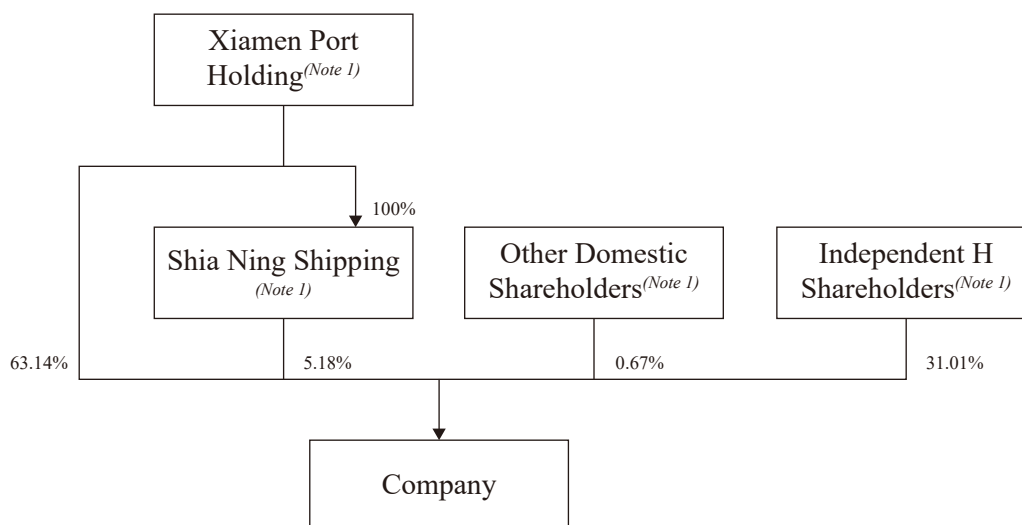 Xiamen Port
Holding(Note 1)
100%
Shia Ning Shipping
(Note 1)
Other Domestic
Shareholders(Note 1)
Independent H
Shareholders(Note 1)
63.14%
5.18%
0.67%
31.01%
Company